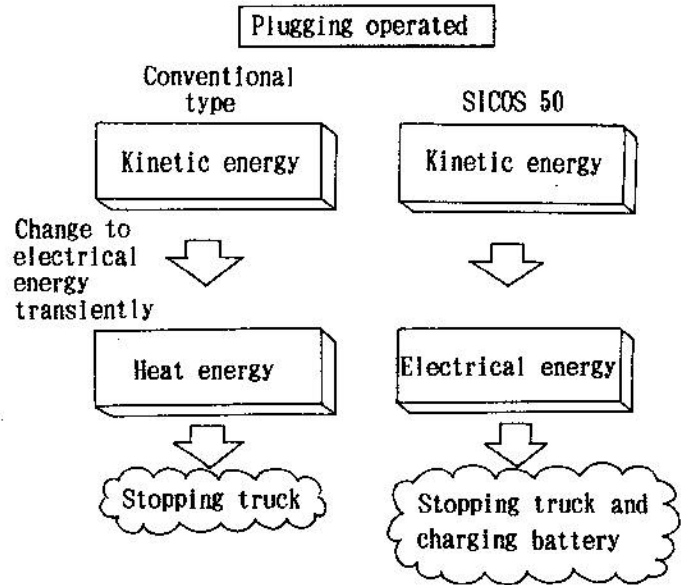 Plugging operated
Conventional
type
SICOS 50
Kinetic energy
Kinetic energy
Change to
electrical
energy
transiently
Heat energy
Electrical energy
Stopping truck
Stopping truck and
charging battery